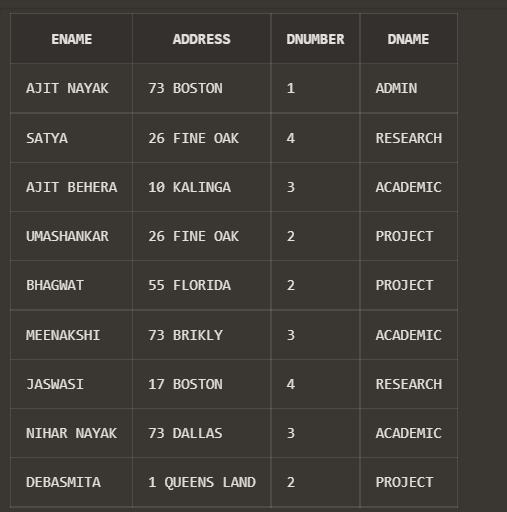 ENAME ADDRESS DNUMBER DNAME
AJIT NAYAK 73 BOSTON 1 ADMIN
SATYA 26 FINE OAK 4 RESEARCH
AJIT BEHERA 10 KALINGA 3 ACADEMIC
UMASHANKAR 26 FINE OAK 2 PROJECT
BHAGWAT 55 FLORIDA 2 PROJECT
MEENAKSHI 73 BRIKLY 3 ACADEMIC
JASWASI 17 BOSTON 4 RESEARCH
NIHAR NAYAK 73 DALLAS 3 ACADEMIC
DEBASMITA 1 QUEENS LAND 2 PROJECT